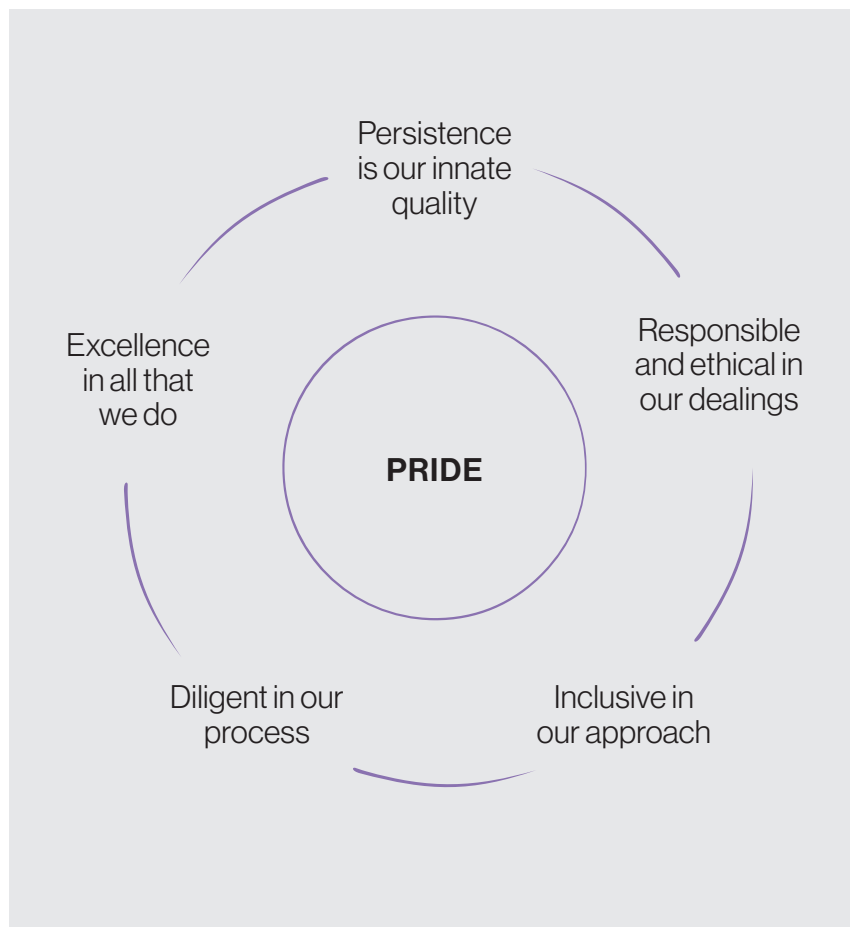 Persistence
is our innate
quality
Responsible
and ethical in
our dealings
Inclusive in
our approach
Diligent in our
process
Excellence
in all that
we do
PRIDE